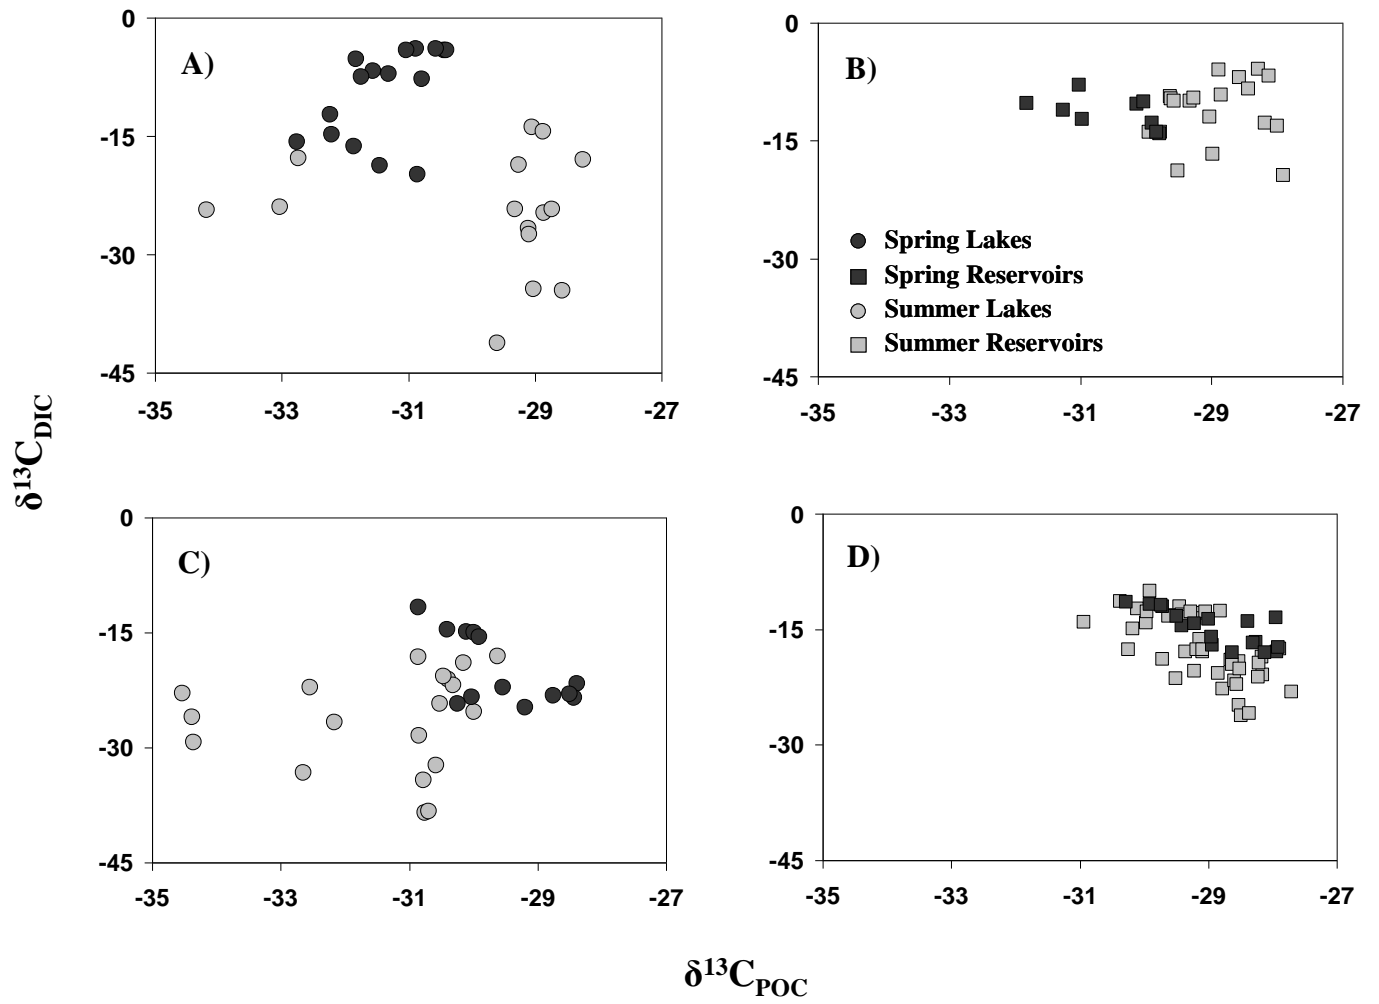 0
-15
-30
-45
-35 -33 -31 -29 -27
A)
0
-15
-30
-45
-35 -33 -31 -29 -27
B)
Spring Lakes
Spring Reservoirs
Summer Lakes
Summer Reservoirs
δ13CDIC
0
-15
-30
-45
-35 -33 -31 -29 -27
C)
0
-15
-30
-45
-35 -33 -31 -29 -27
D)
δ13CPOC